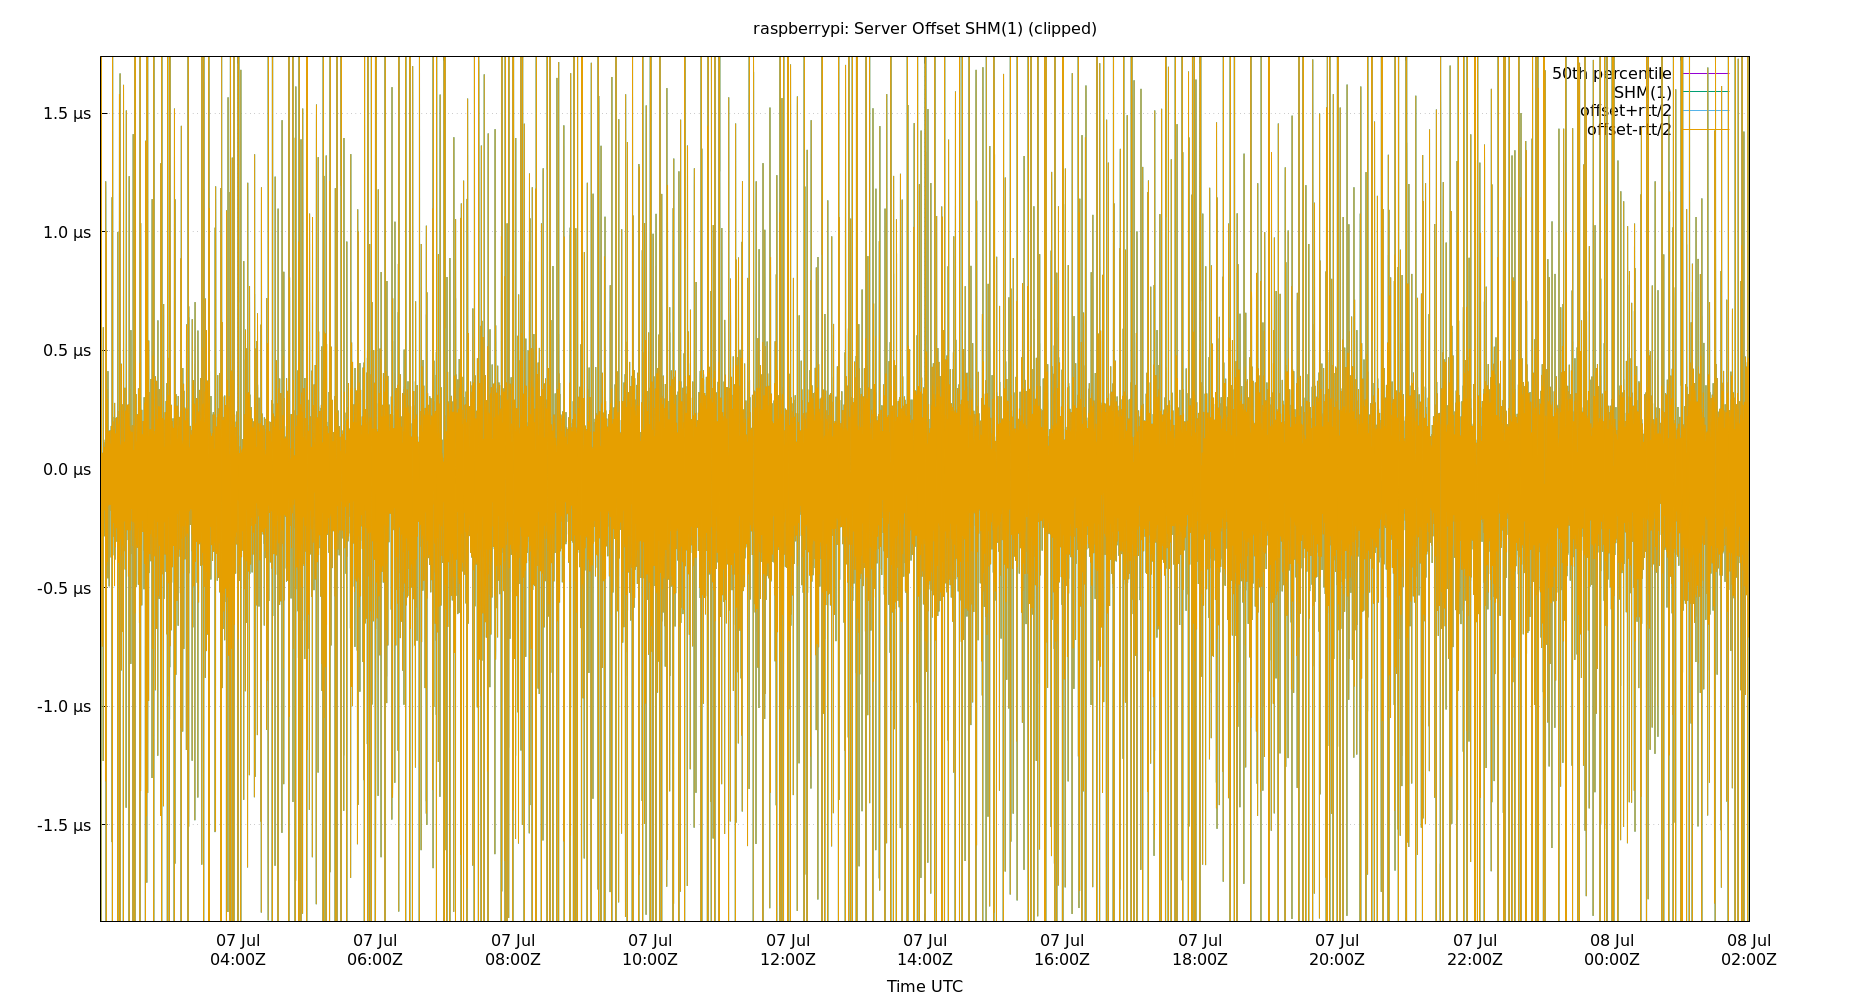 raspberrypi: Server Offset SHM(1) (clipped)
50th percentile
SHM(1)
offset+rtt/2
offset-rtt/2
1.5 µs
1.0 µs
0.5 µs
0.0 µs
-0.5 µs
-1.0 µs
-1.5 µs
07 Jul 07 Jul 07 Jul 07 Jul 07 Jul 07 Jul 07 Jul 07 Jul 07 Jul 07 Jul 08 Jul 08 Jul
04:00Z 06:00Z 08:00Z 10:00Z 12:00Z 14:00Z 16:00Z 18:00Z 20:00Z 22:00Z 00:00Z 02:00Z
Time UTC